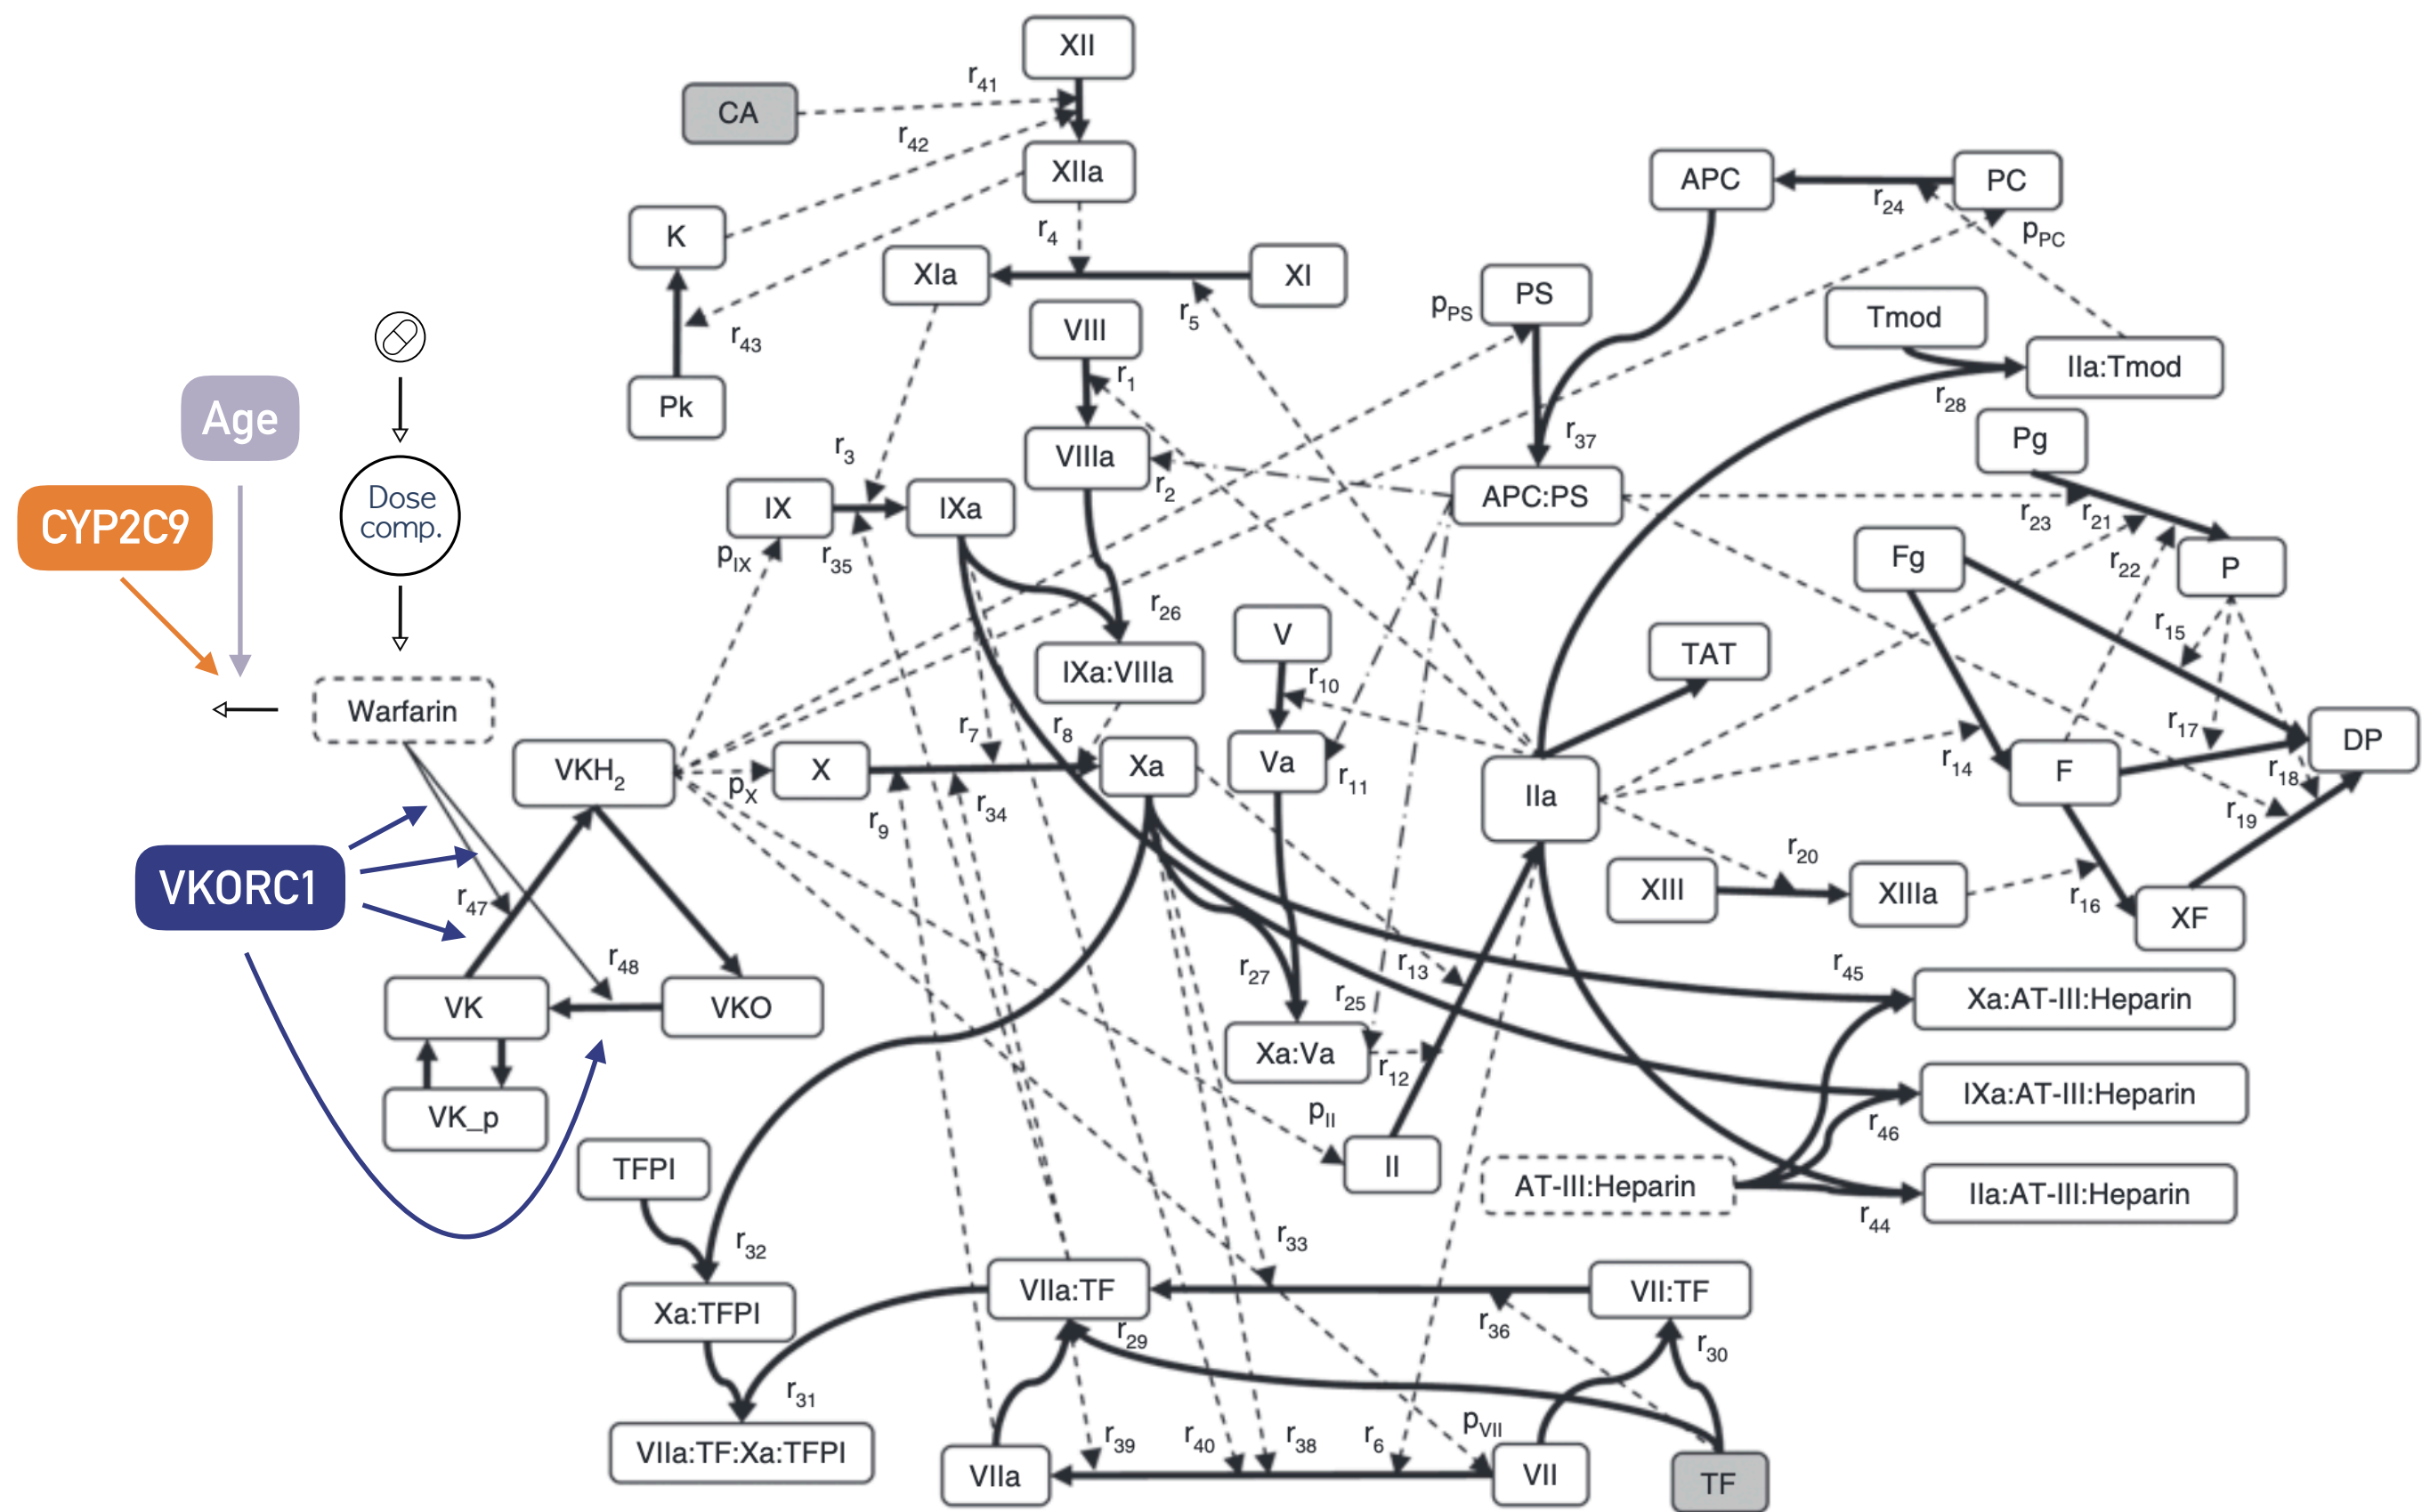 XII
r41
CA
r42
XIIa
APC
PC
r24
K
r4
pPC
XIa
XI
PS
pPS
r43
VIII
r5
Tmod
IIa:Tmod
Pk
r1
r28
Age
VIIIa
r37
Pg
r3
r2
APC:PS
Dose
comp.
CYP2C9
IX
IXa
r23
r21
pIX
r35
Fg
r22
P
r26
V
r15
IXa:VIIIa
TAT
r10
Warfarin
r7
r8
r17
DP
VKH2
X
Xa
Va
r11
IIa
r14
F
r18
pX
r9
r34
r19
r20
VKORC1
r47
XIII
XIIIa
r16
XF
r48
r27
r13
r45
VK
VKO
r25
Xa:AT-III:Heparin
Xa:Va
r12
VK_p
pII
IXa:AT-III:Heparin
r46
TFPI
II
AT-III:Heparin
IIa:AT-III:Heparin
r44
r32
r33
Xa:TFPI
VIIa:TF
VII:TF
r29
r36
r30
r31
VIIa:TF:Xa:TFPI
r39
r40
r38
r6
pVII
VIIa
VII
TF